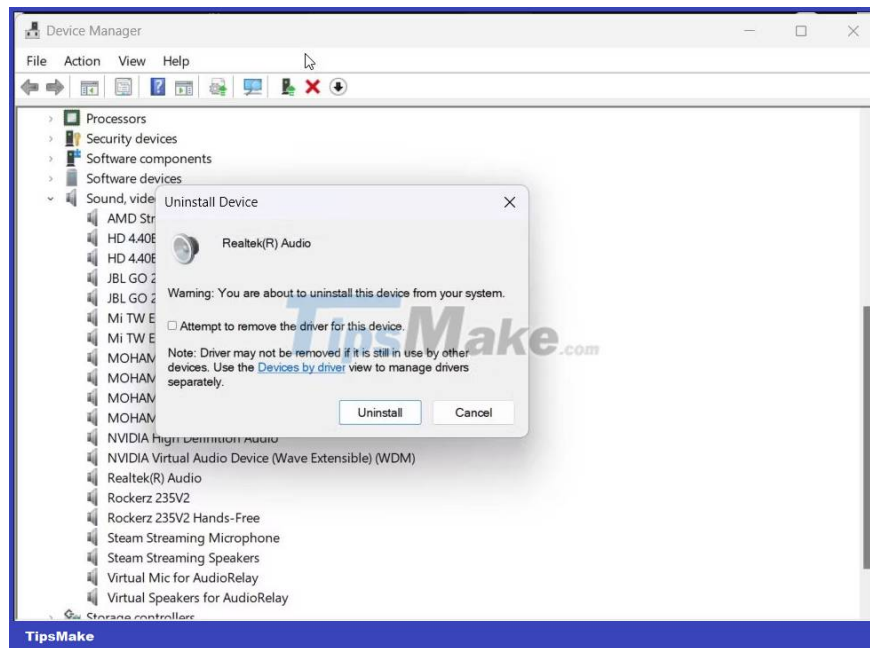 Device Manager
File Action View Help
Processors
Security devices
Software components
Software devices
Sound, vide
AMD Str
HD 4.40E
HD 4.40E
JBL GO 2
JBL GO 2
Mi TW E
Mi TW E
MOHAM
MOHAM
MOHAM
MOHAM
NVIDIA High Definition Audio
NVIDIA Virtual Audio Device (Wave Extensible) (WDM)
Realtek(R) Audio
Rockerz 235V2
Rockerz 235V2 Hands-Free
Steam Streaming Microphone
Steam Streaming Speakers
Virtual Mic for AudioRelay
Virtual Speakers for AudioRelay
Storage controllers
Uninstall Device
Realtek(R) Audio
Warning: You are about to uninstall this device from your system.
Attempt to remove the driver for this device.
Note: Driver may not be removed if it is still in use by other
devices. Use the Devices by driver view to manage drivers
separately.
Uninstall Cancel
TipsMake.com
TipsMake